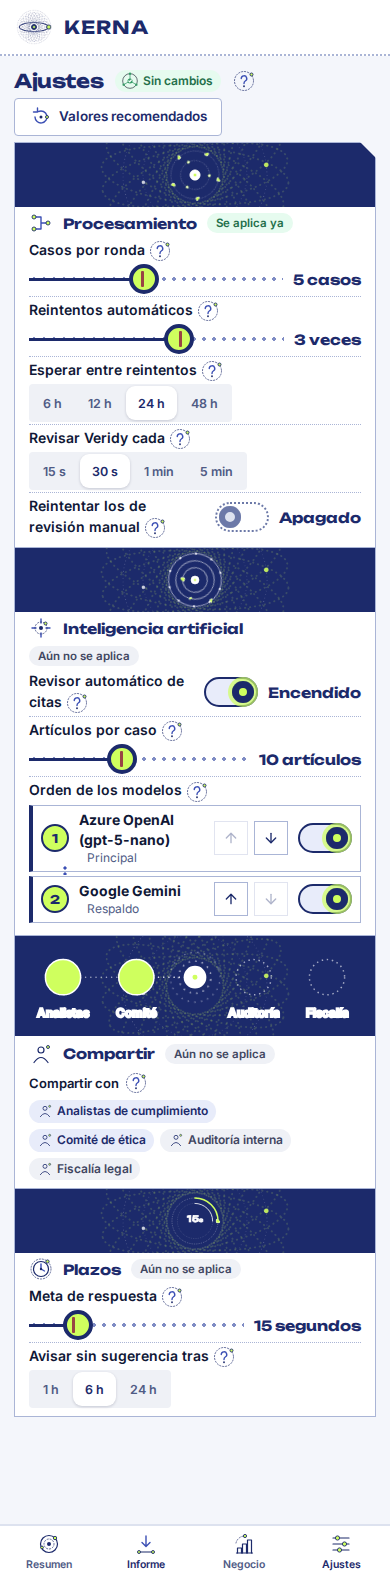 KERNA
Ajustes Sin cambios ?
Valores recomendados
Procesamiento Se aplica ya
Casos por ronda ?
5 casos
Reintentos automáticos ?
3 veces
Esperar entre reintentos ?
6 h 12 h 24 h 48 h
Revisar Veridy cada ?
15 s 30 s 1 min 5 min
Reintentar los de
revisión manual ? Apagado
Inteligencia artificial
Aún no se aplica
Revisor automático de
citas ? Encendido
Artículos por caso ?
10 artículos
Orden de los modelos ?
1 Azure OpenAI
(gpt-5-nano)
Principal
2 Google Gemini
Respaldo
Analistas Comité Auditoría Fiscalía
Compartir Aún no se aplica
Compartir con ?
Analistas de cumplimiento
Comité de ética Auditoría interna
Fiscalía legal
15s
Plazos Aún no se aplica
Meta de respuesta ?
15 segundos
Avisar sin sugerencia tras ?
1 h 6 h 24 h
Resumen Informe Negocio Ajustes